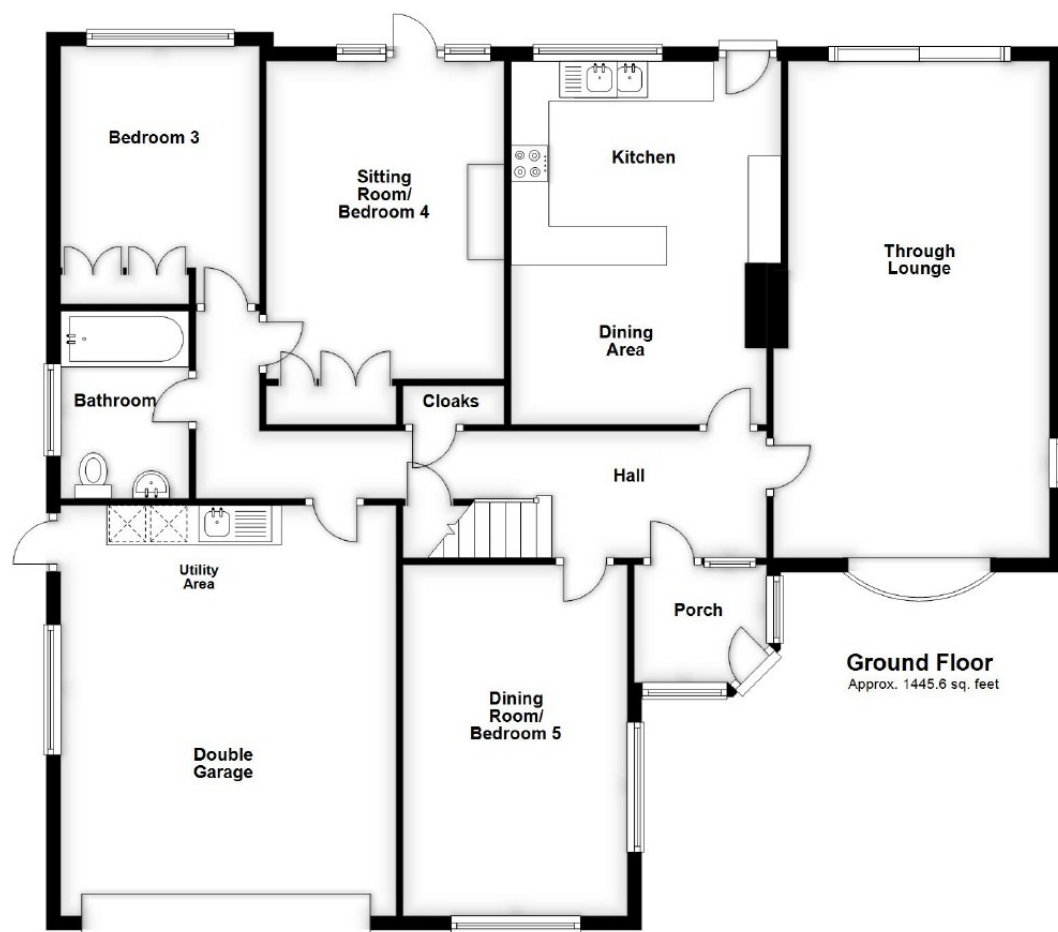 Bedroom 3
Sitting
Room/
Bedroom 4
Kitchen
Through
Lounge
Dining
Area
Bathroom
Cloaks
Hall
Utility
Area
Porch
Ground Floor
Approx. 1445.6 sq. feet
Dining
Room/
Bedroom 5
Double
Garage